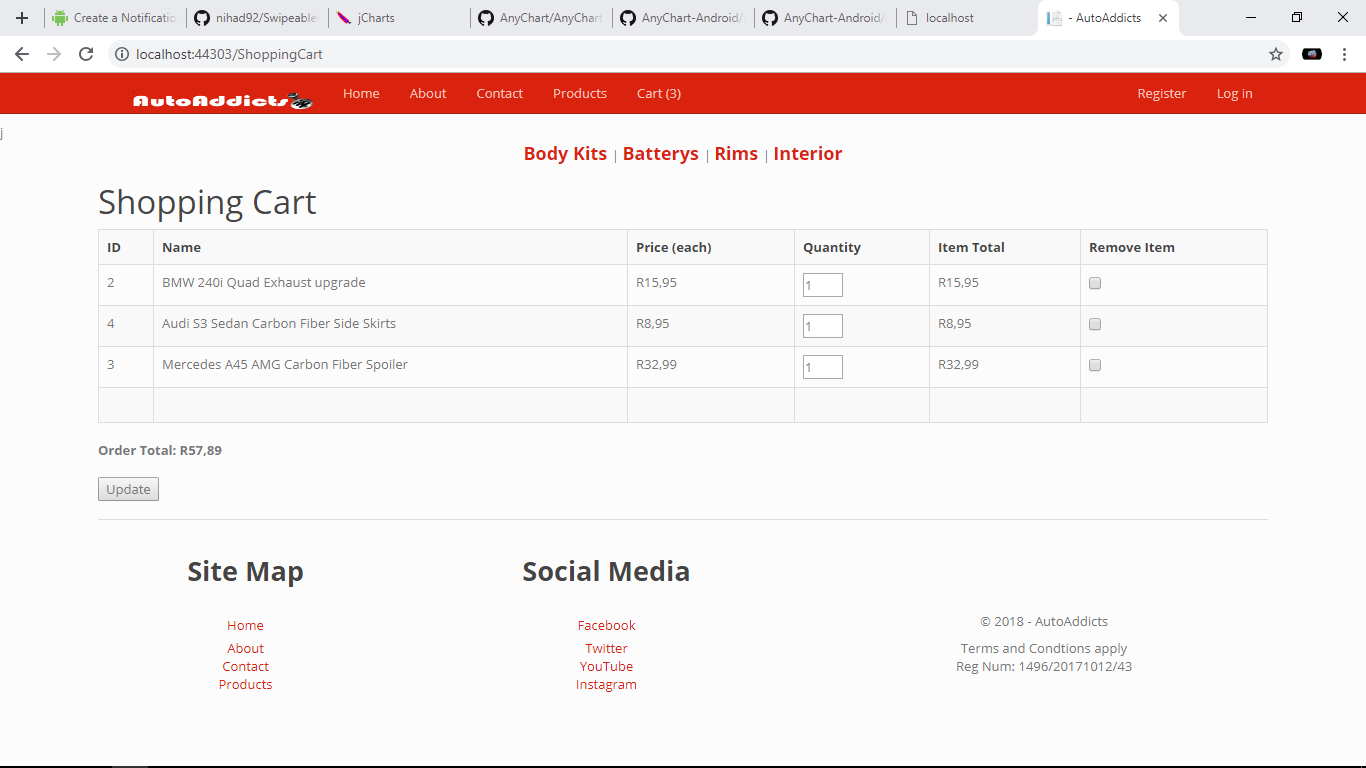 Create a Notificatio
nihad92/Swipeable
jCharts
AnyChart/AnyChart
AnyChart-Android/
AnyChart-Android/
localhost
- AutoAddicts
localhost:44303/ShoppingCart
AutoAddicts Home About Contact Products Cart (3) Register Log in
j
Body Kits | Batterys | Rims | Interior
Shopping Cart
ID Name Price (each) Quantity Item Total Remove Item
2 BMW 240i Quad Exhaust upgrade R15,95 1 R15,95
4 Audi S3 Sedan Carbon Fiber Side Skirts R8,95 1 R8,95
3 Mercedes A45 AMG Carbon Fiber Spoiler R32,99 1 R32,99
Order Total: R57,89
Update
Site Map
Home
About
Contact
Products
Social Media
Facebook
Twitter
YouTube
Instagram
© 2018 - AutoAddicts
Terms and Condtions apply
Reg Num: 1496/20171012/43